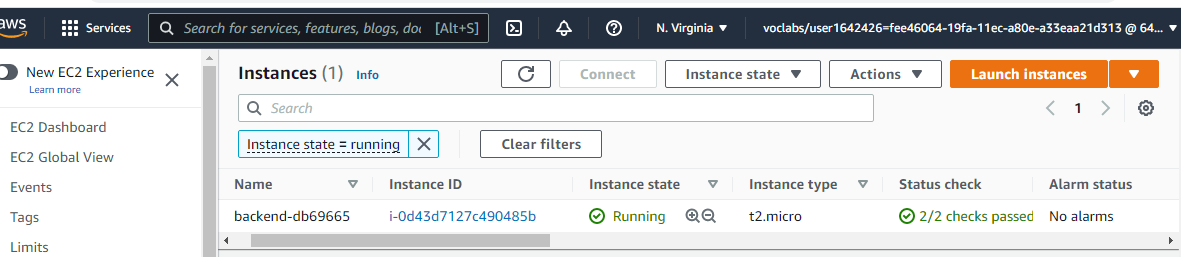 aws
Services
Search for services, features, blogs, doc [Alt+S]
N. Virginia
voclabs/user1642426=fee46064-19fa-11ec-a80e-a33eaa21d313 @ 64...
New EC2 Experience
Learn more
EC2 Dashboard
EC2 Global View
Events
Tags
Limits
Instances (1) Info
Connect
Instance state
Actions
Launch instances
Search
1
Instance state = running
Clear filters
Name Instance ID Instance state Instance type Status check Alarm status
backend-db69665 i-0d43d7127c490485b Running t2.micro 2/2 checks passed No alarms